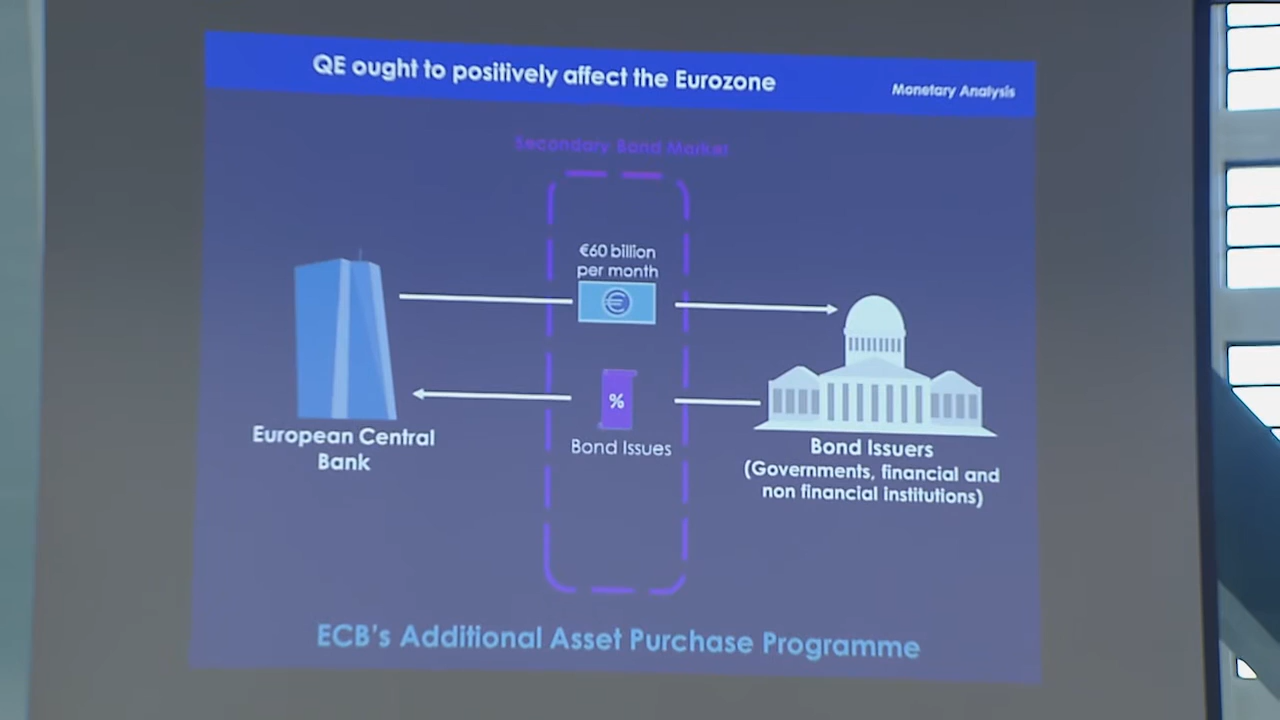 QE ought to positively affect the Eurozone
Monetary Analysis
Secondary Bond Market
€60 billion
per month
€
%
Bond Issues
European Central
Bank
Bond Issuers
(Governments, financial and
non financial institutions)
ECB's Additional Asset Purchase Programme